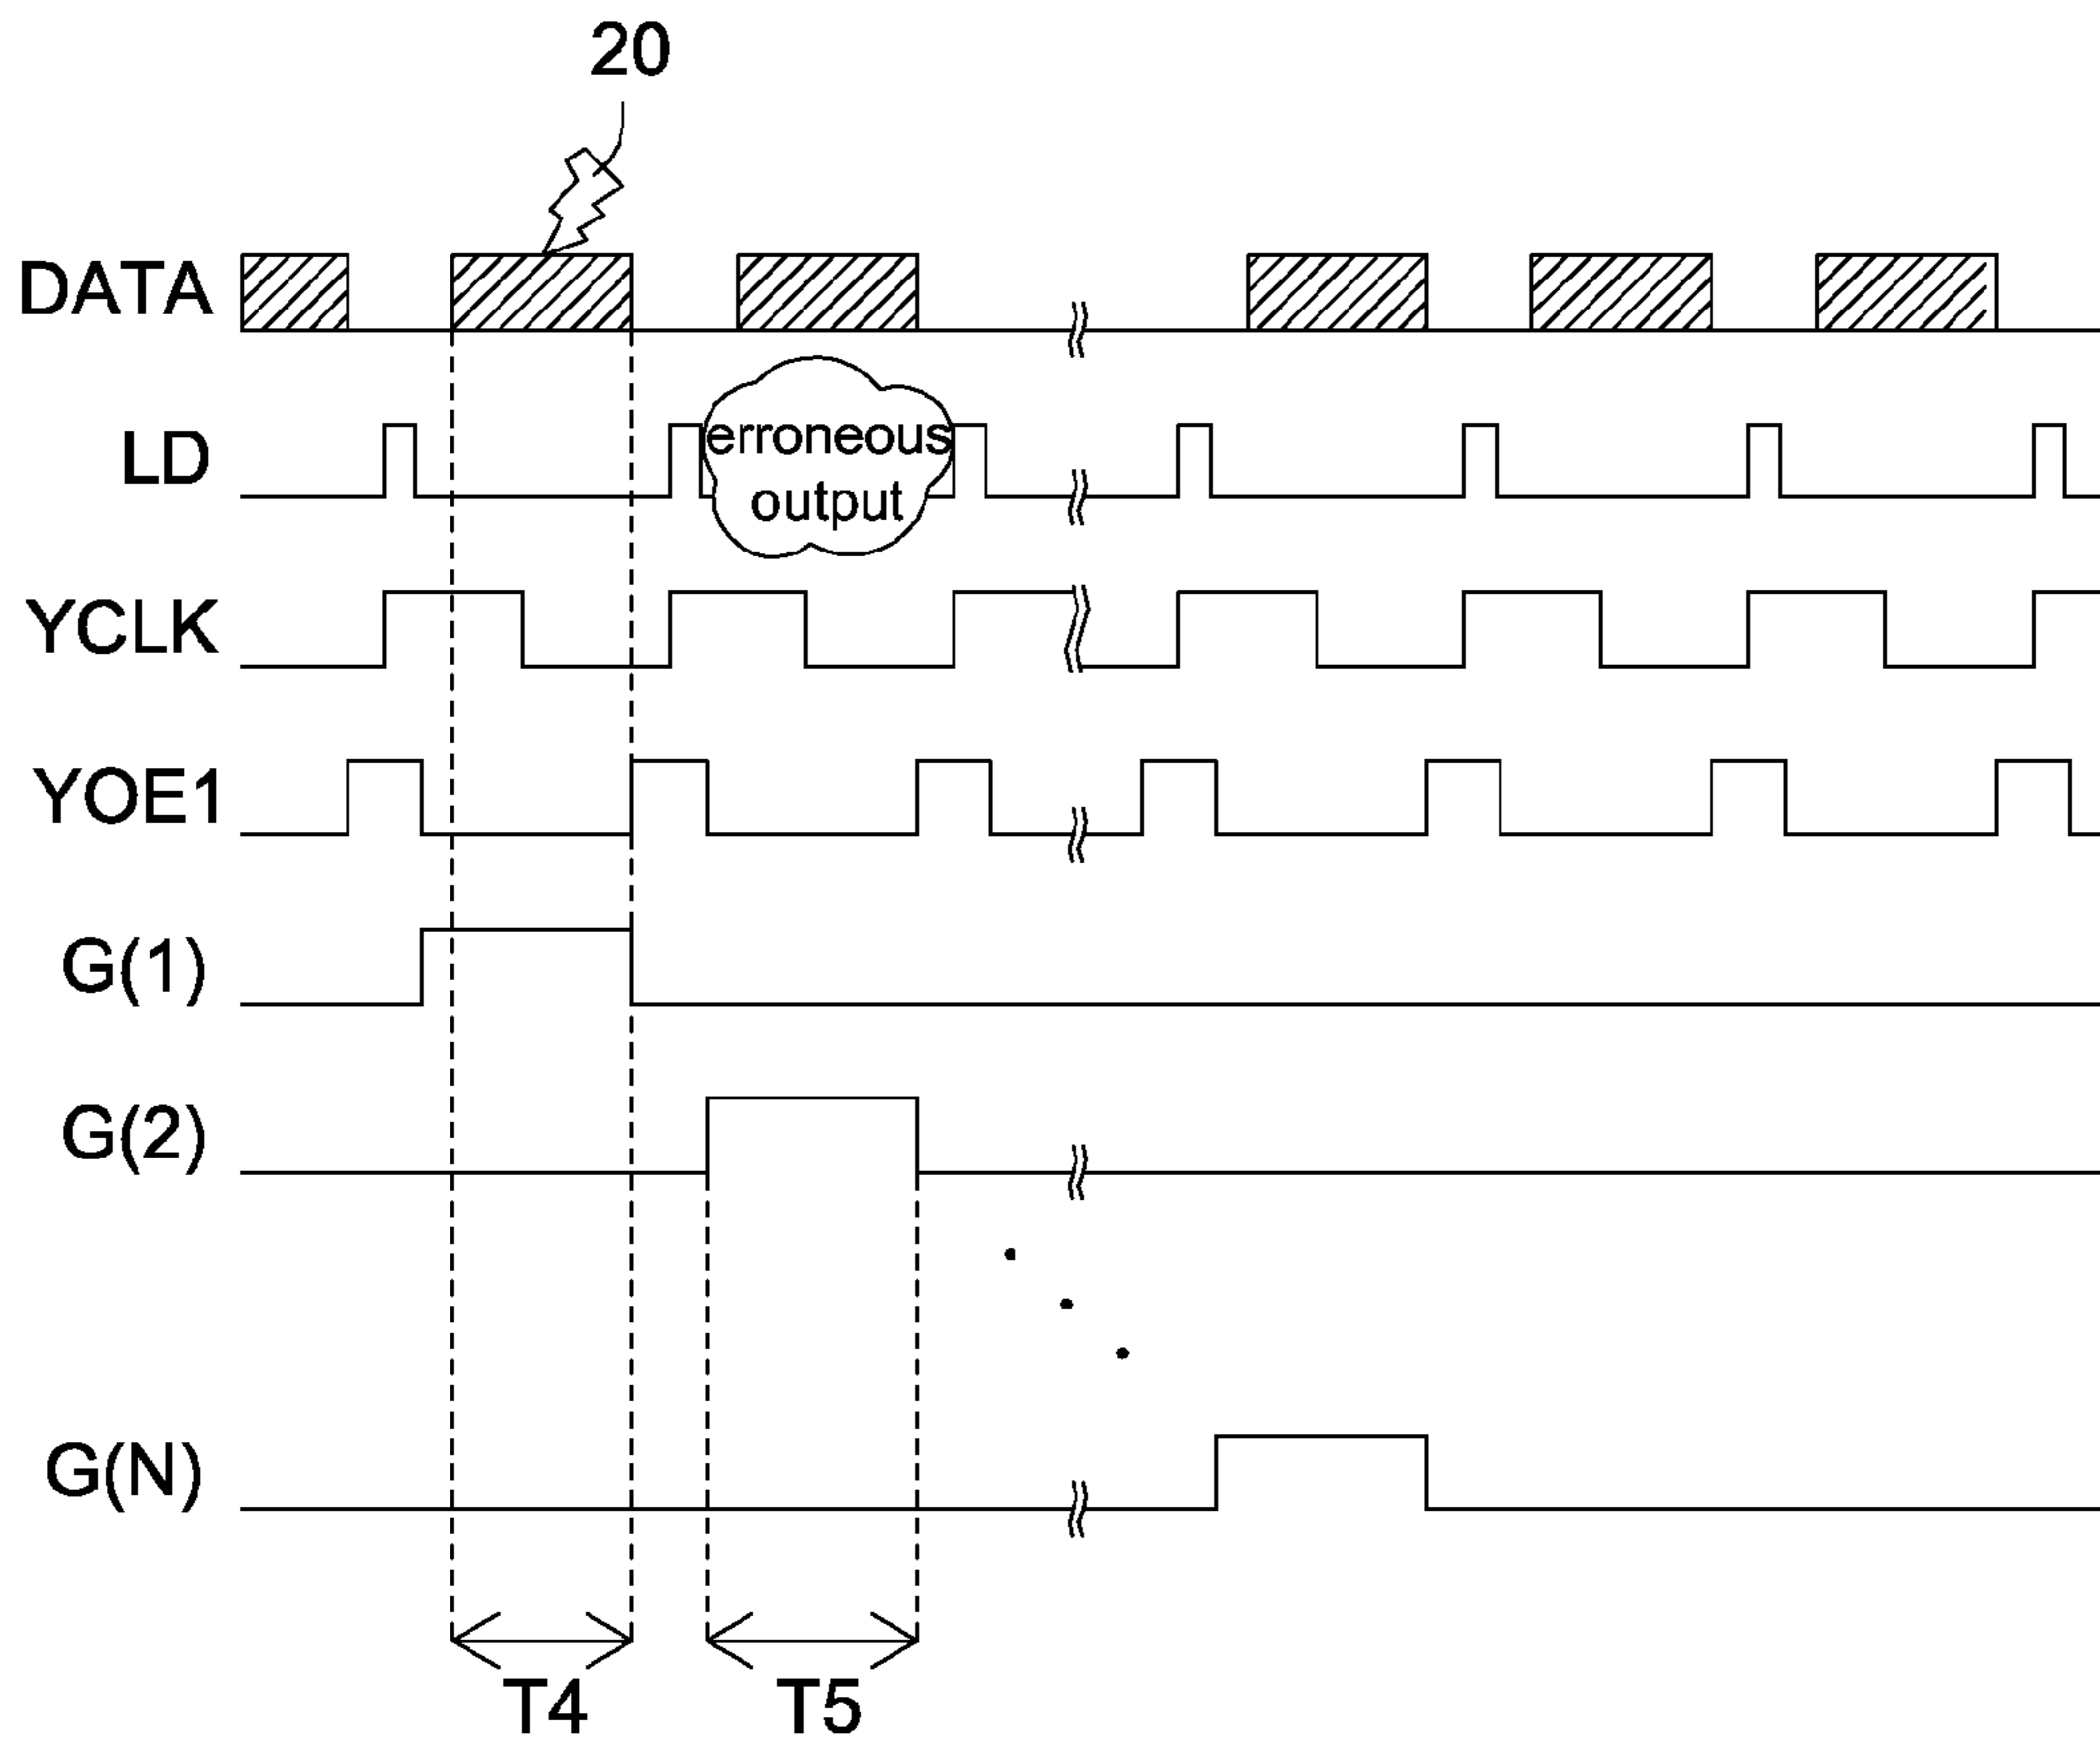 20
DATA
LD
erroneous
output
YCLK
YOE1
G(1)
G(2)
G(N)
T4
T5